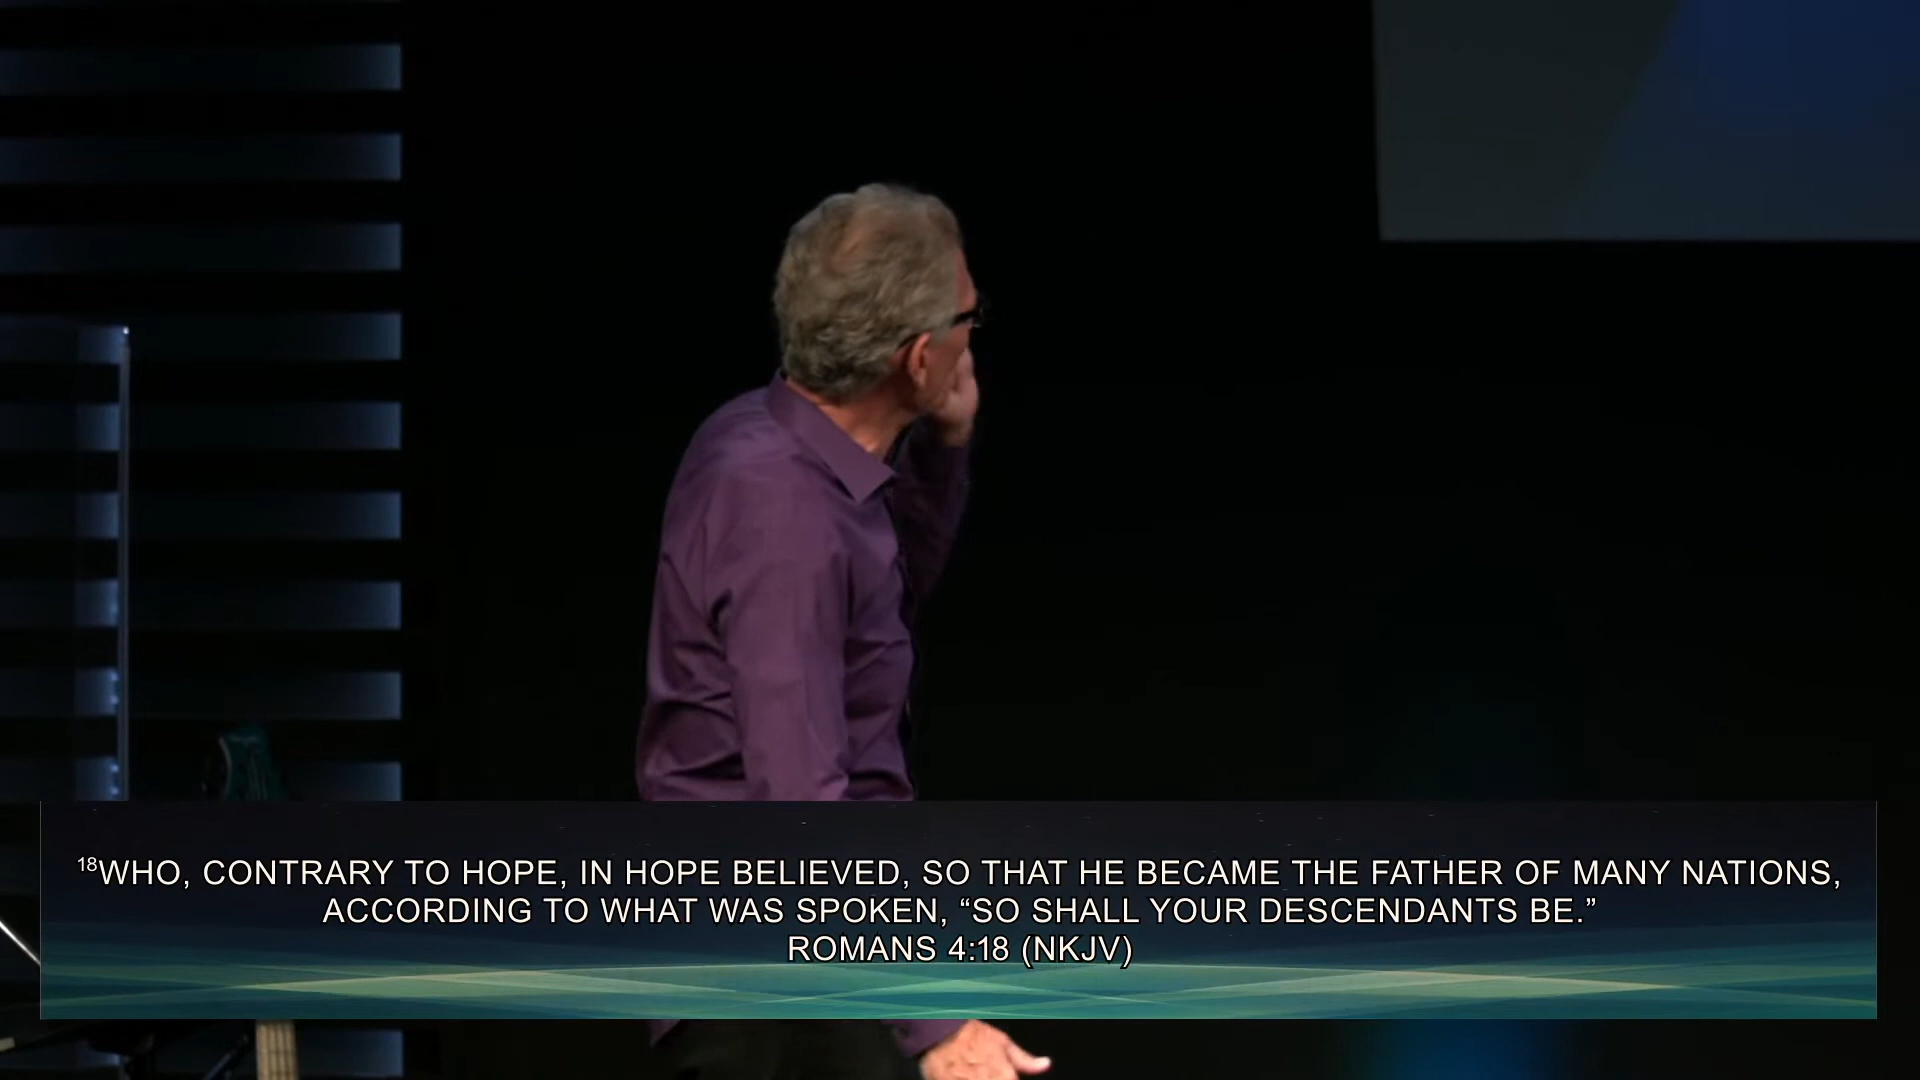 ¹⁸WHO, CONTRARY TO HOPE, IN HOPE BELIEVED, SO THAT HE BECAME THE FATHER OF MANY NATIONS,
ACCORDING TO WHAT WAS SPOKEN, “SO SHALL YOUR DESCENDANTS BE.”
ROMANS 4:18 (NKJV)